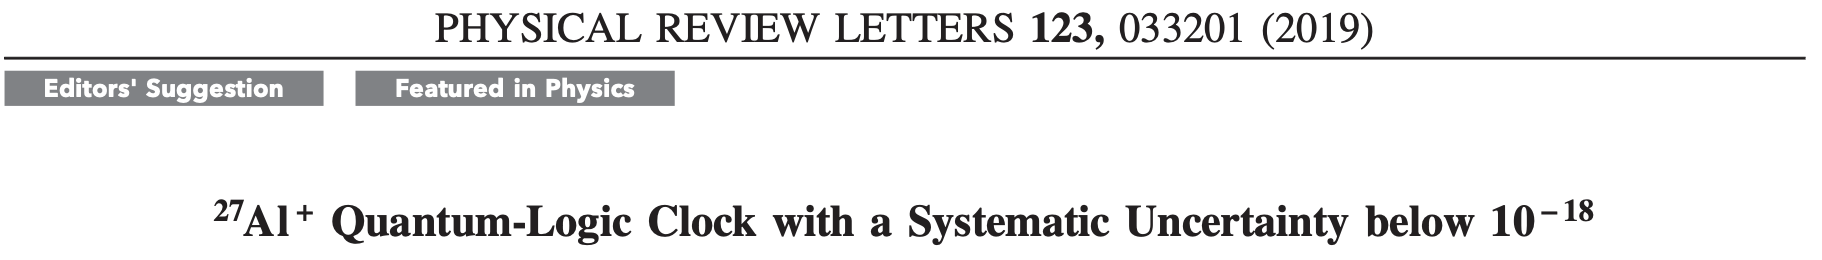 PHYSICAL REVIEW LETTERS 123, 033201 (2019)
Editors' Suggestion
Featured in Physics
²⁷Al⁺ Quantum-Logic Clock with a Systematic Uncertainty below 10⁻¹⁸